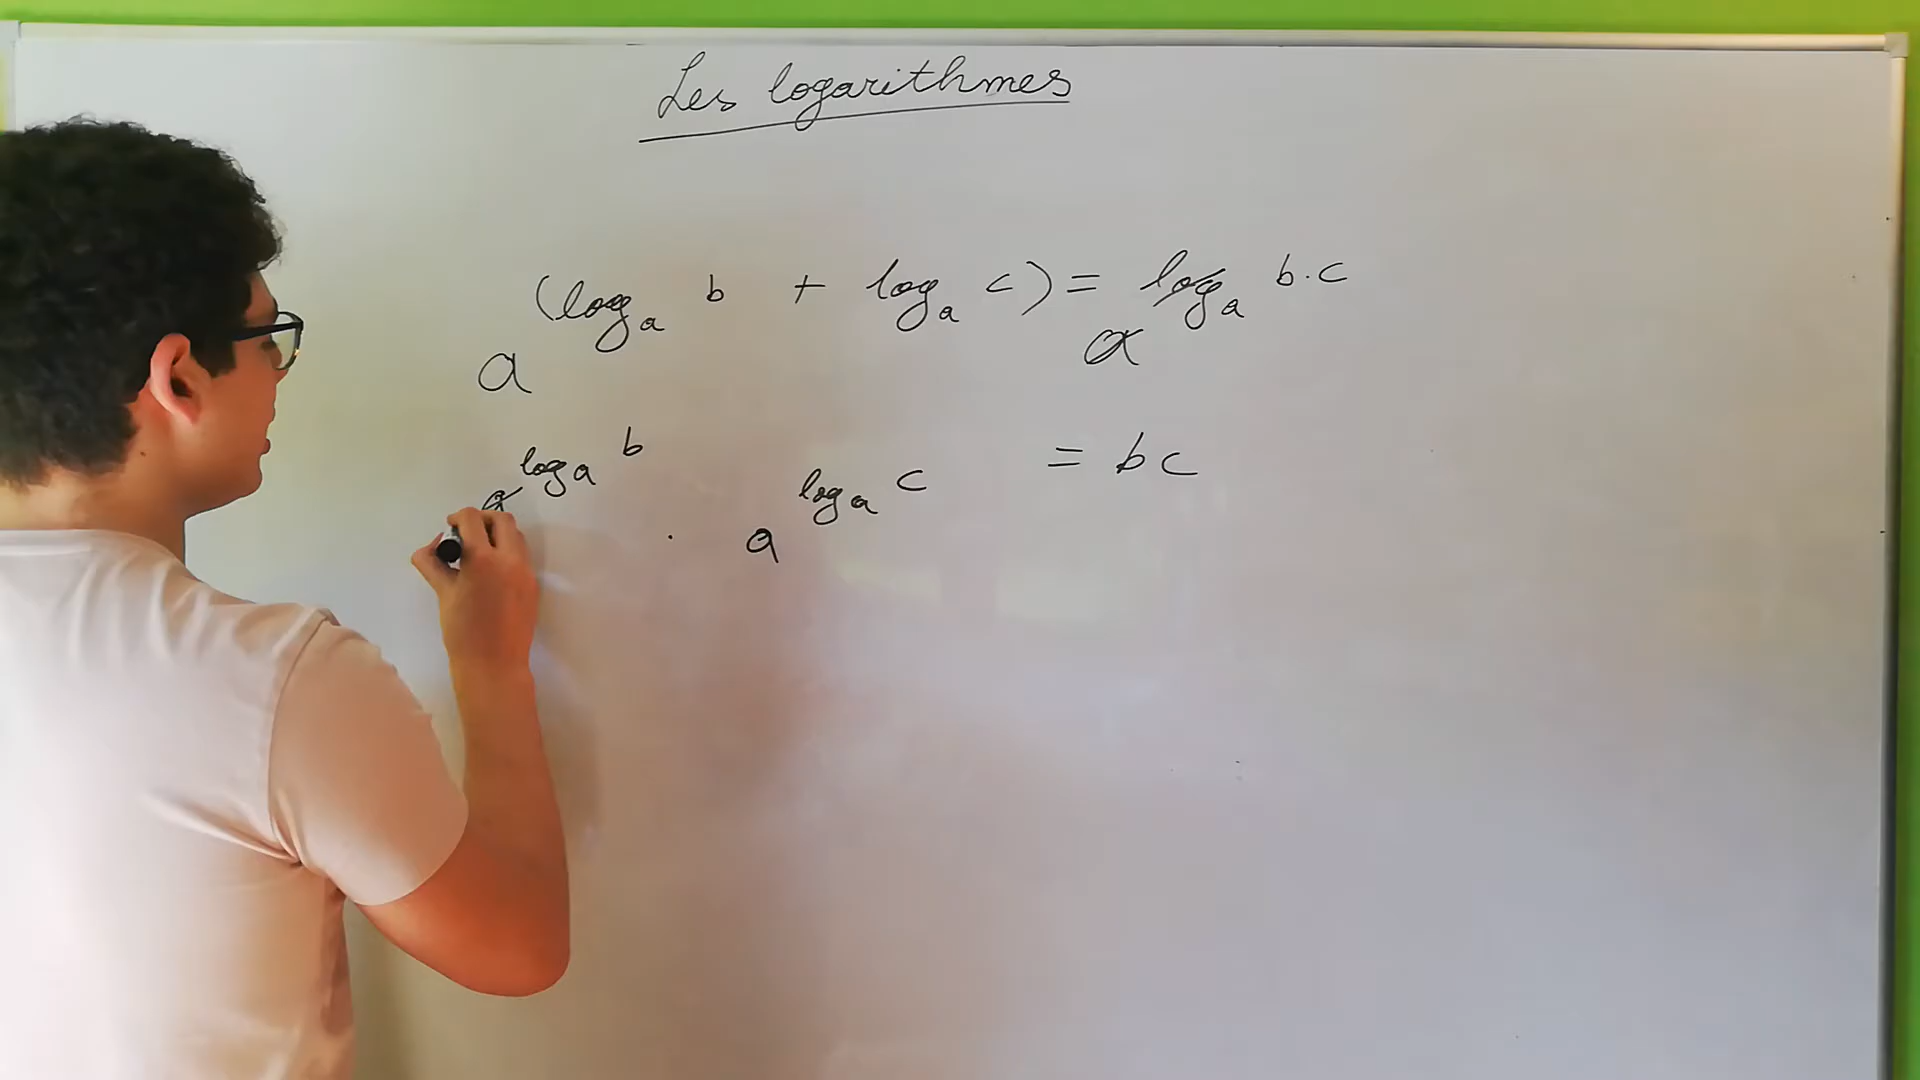 Les logarithmes
a^(log_a b + log_a c) = a^log_a b·c
a^log_a b · a^log_a c = bc